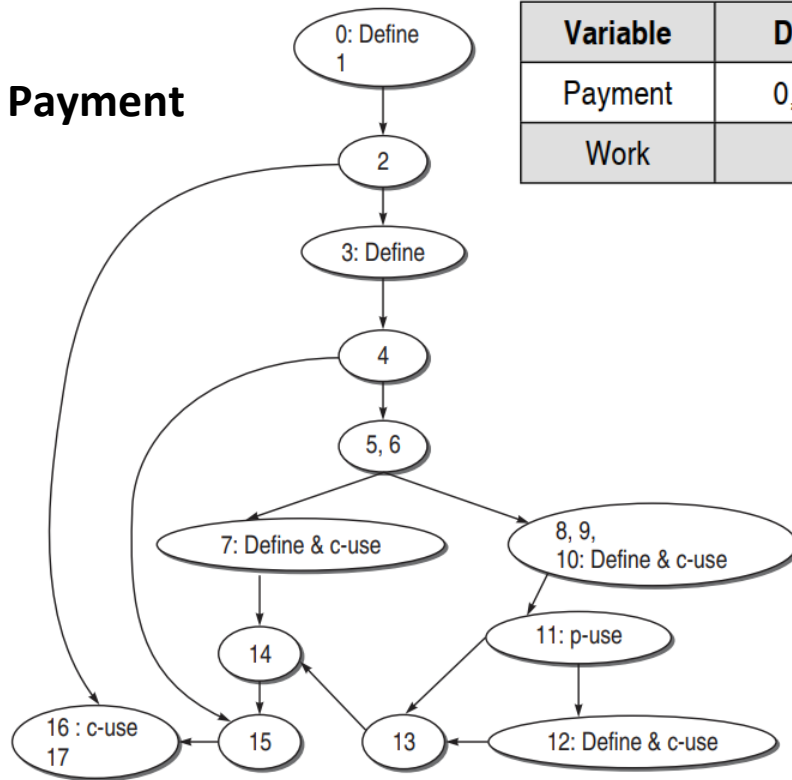 Payment
0: Define
1
Variable D
Payment 0,
Work
2
3: Define
4
5, 6
7: Define & c-use
8, 9,
10: Define & c-use
11: p-use
14
16 : c-use
17
15
13
12: Define & c-use